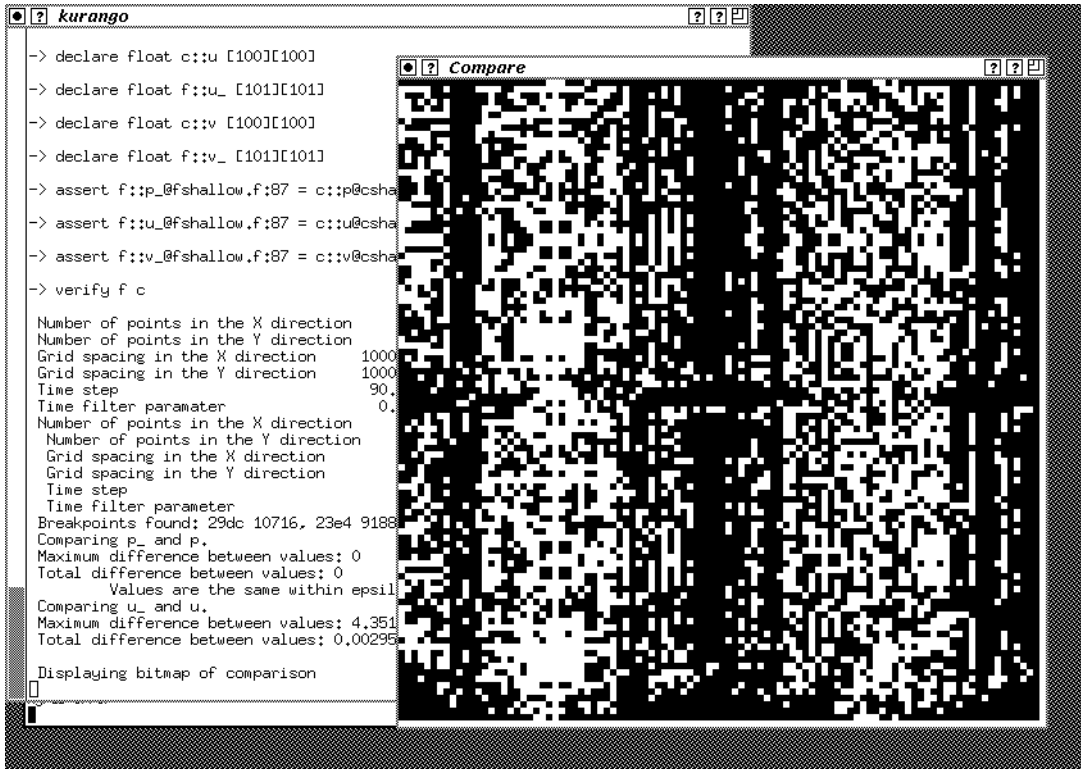 kurango
-> declare float c::u [100][100]
-> declare float f::u_ [101][101]
-> declare float c::v [100][100]
-> declare float f::v_ [101][101]
-> assert f::p_@fshallow.f:87 = c::p@csha
-> assert f::u_@fshallow.f:87 = c::u@csha
-> assert f::v_@fshallow.f:87 = c::v@csha
-> verify f c
Number of points in the X direction
Number of points in the Y direction
Grid spacing in the X direction 1000
Grid spacing in the Y direction 1000
Time step 90.
Time filter paramater 0.
Number of points in the X direction
Number of points in the Y direction
Grid spacing in the X direction
Grid spacing in the Y direction
Time step
Time filter parameter
Breakpoints found: 29dc 10716, 23e4 9188
Comparing p_ and p.
Maximum difference between values: 0
Total difference between values: 0
Values are the same within epsil
Comparing u_ and u.
Maximum difference between values: 4.351
Total difference between values: 0.00295
Displaying bitmap of comparison
Compare